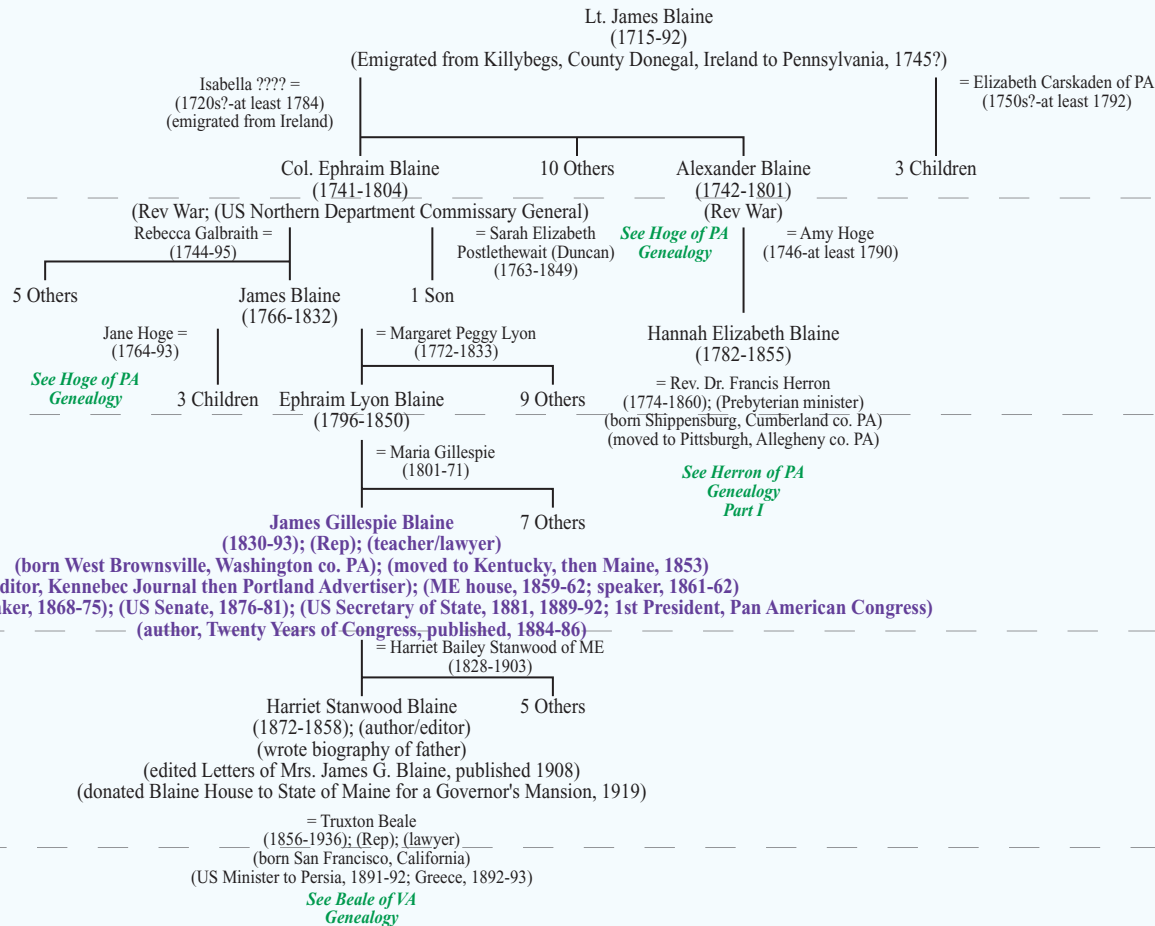 Lt. James Blaine
(1715-92)
(Emigrated from Killybegs, County Donegal, Ireland to Pennsylvania, 1745?)
Isabella ???? =
(1720s?-at least 1784)
(emigrated from Ireland)
= Elizabeth Carskaden of PA
(1750s?-at least 1792)
Col. Ephraim Blaine
(1741-1804)
(Rev War; (US Northern Department Commissary General)
10 Others
Alexander Blaine
(1742-1801)
(Rev War)
3 Children
Rebecca Galbraith =
(1744-95)
= Sarah Elizabeth
Postlethewait (Duncan)
(1763-1849)
See Hoge of PA
Genealogy
= Amy Hoge
(1746-at least 1790)
5 Others
James Blaine
(1766-1832)
1 Son
Hannah Elizabeth Blaine
(1782-1855)
Jane Hoge =
(1764-93)
= Margaret Peggy Lyon
(1772-1833)
See Hoge of PA
Genealogy
3 Children
Ephraim Lyon Blaine
(1796-1850)
9 Others
= Rev. Dr. Francis Herron
(1774-1860); (Prebyterian minister)
(born Shippensburg, Cumberland co. PA)
(moved to Pittsburgh, Allegheny co. PA)
= Maria Gillespie
(1801-71)
See Herron of PA
Genealogy
Part I
James Gillespie Blaine
(1830-93); (Rep); (teacher/lawyer)
(born West Brownsville, Washington co. PA); (moved to Kentucky, then Maine, 1853)
ditor, Kennebec Journal then Portland Advertiser); (ME house, 1859-62; speaker, 1861-62)
ker, 1868-75); (US Senate, 1876-81); (US Secretary of State, 1881, 1889-92; 1st President, Pan American Congress)
(author, Twenty Years of Congress, published, 1884-86)
7 Others
= Harriet Bailey Stanwood of ME
(1828-1903)
Harriet Stanwood Blaine
(1872-1858); (author/editor)
(wrote biography of father)
(edited Letters of Mrs. James G. Blaine, published 1908)
(donated Blaine House to State of Maine for a Governor's Mansion, 1919)
5 Others
= Truxton Beale
(1856-1936); (Rep); (lawyer)
(born San Francisco, California)
(US Minister to Persia, 1891-92; Greece, 1892-93)
See Beale of VA
Genealogy